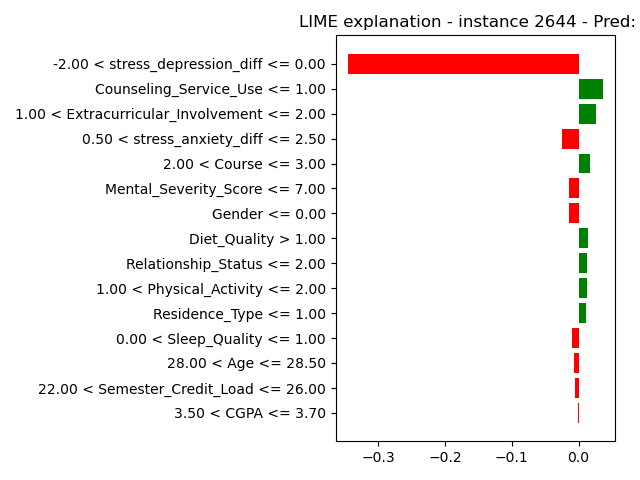 LIME explanation - instance 2644 - Pred:
-2.00 < stress_depression_diff <= 0.00
Counseling_Service_Use <= 1.00
1.00 < Extracurricular_Involvement <= 2.00
0.50 < stress_anxiety_diff <= 2.50
2.00 < Course <= 3.00
Mental_Severity_Score <= 7.00
Gender <= 0.00
Diet_Quality > 1.00
Relationship_Status <= 2.00
1.00 < Physical_Activity <= 2.00
Residence_Type <= 1.00
0.00 < Sleep_Quality <= 1.00
28.00 < Age <= 28.50
22.00 < Semester_Credit_Load <= 26.00
3.50 < CGPA <= 3.70
−0.3 −0.2 −0.1 0.0